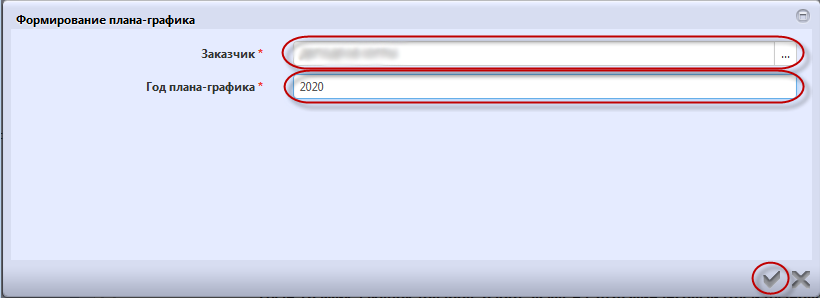 Формирование плана-графика
Заказчик *
...
Год плана-графика *
2020